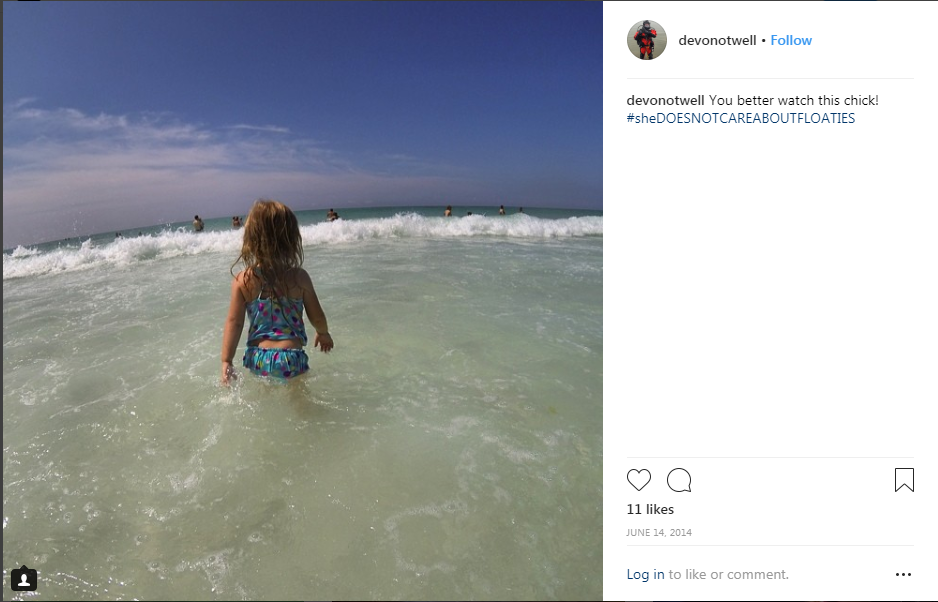 devonotwell • Follow
devonotwell You better watch this chick!
#sheDOESNOTCAREABOUTFLOATIES
11 likes
JUNE 14, 2014
Log in to like or comment.